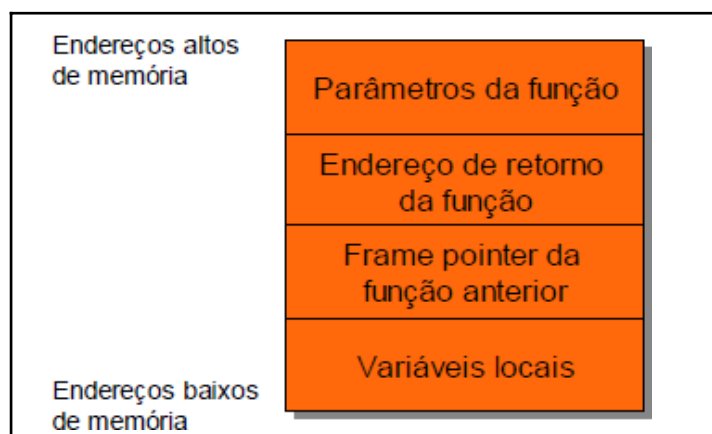 Endereços altos
de memória
Parâmetros da função
Endereço de retorno
da função
Frame pointer da
função anterior
Variáveis locais
Endereços baixos
de memória